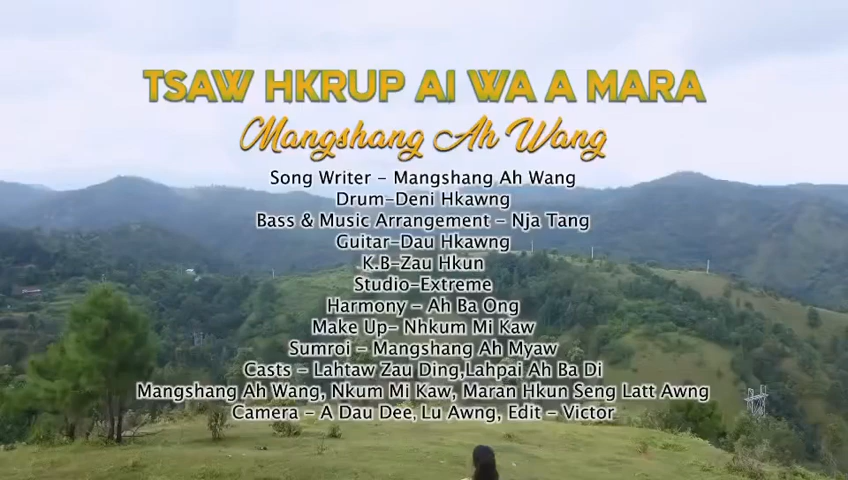 TSAW HKRUP AI WA A MARA
Mangshang Ah Wang
Song Writer - Mangshang Ah Wang
Drum-Deni Hkawng
Bass & Music Arrangement - Nja Tang
Guitar-Dau Hkawng
K.B-Zau Hkun
Studio-Extreme
Harmony - Ah Ba Ong
Make Up- Nhkum Mi Kaw
Sumroi - Mangshang Ah Myaw
Casts - Lahtaw Zau Ding,Lahpai Ah Ba Di
Mangshang Ah Wang, Nkum Mi Kaw, Maran Hkun Seng Latt Awng
Camera - A Dau Dee, Lu Awng, Edit - Victor